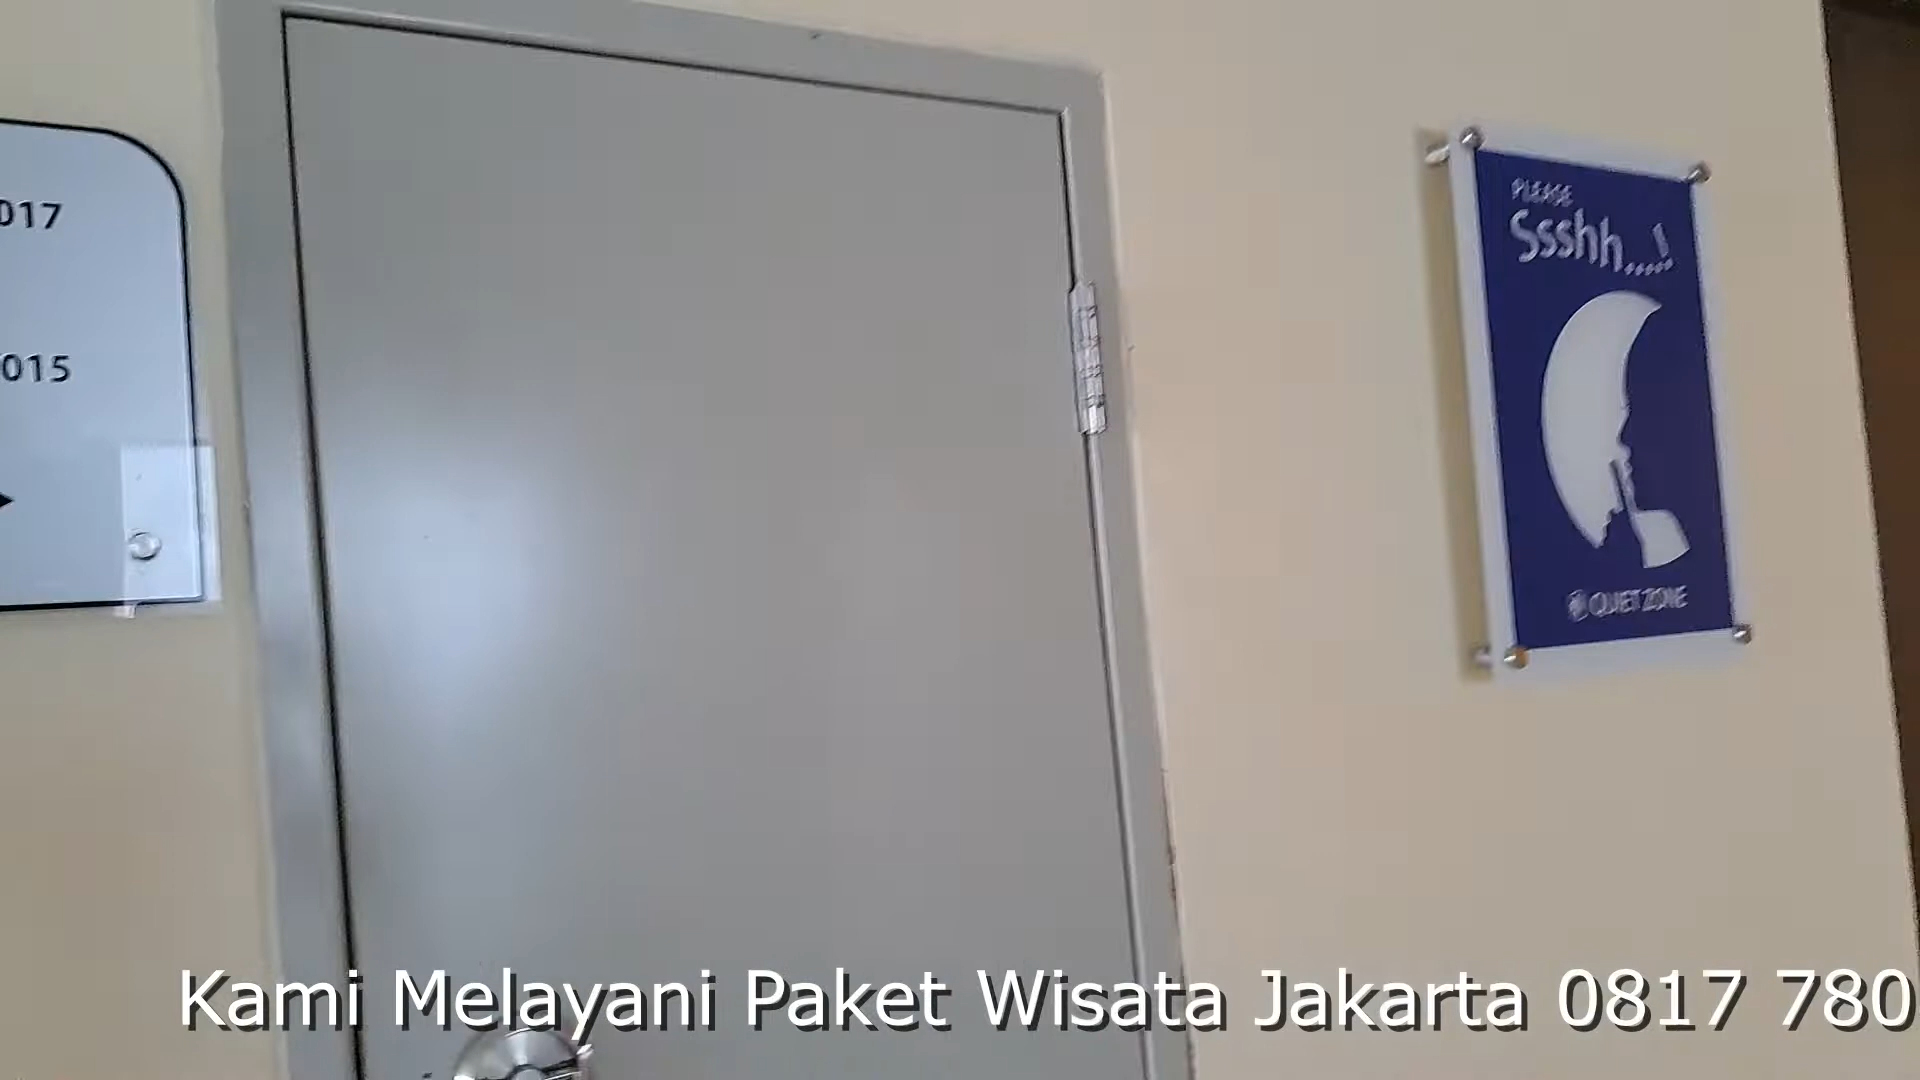 017
015
PLEASE
Ssshh.....!
QUIET ZONE
Kami Melayani Paket Wisata Jakarta 0817 780